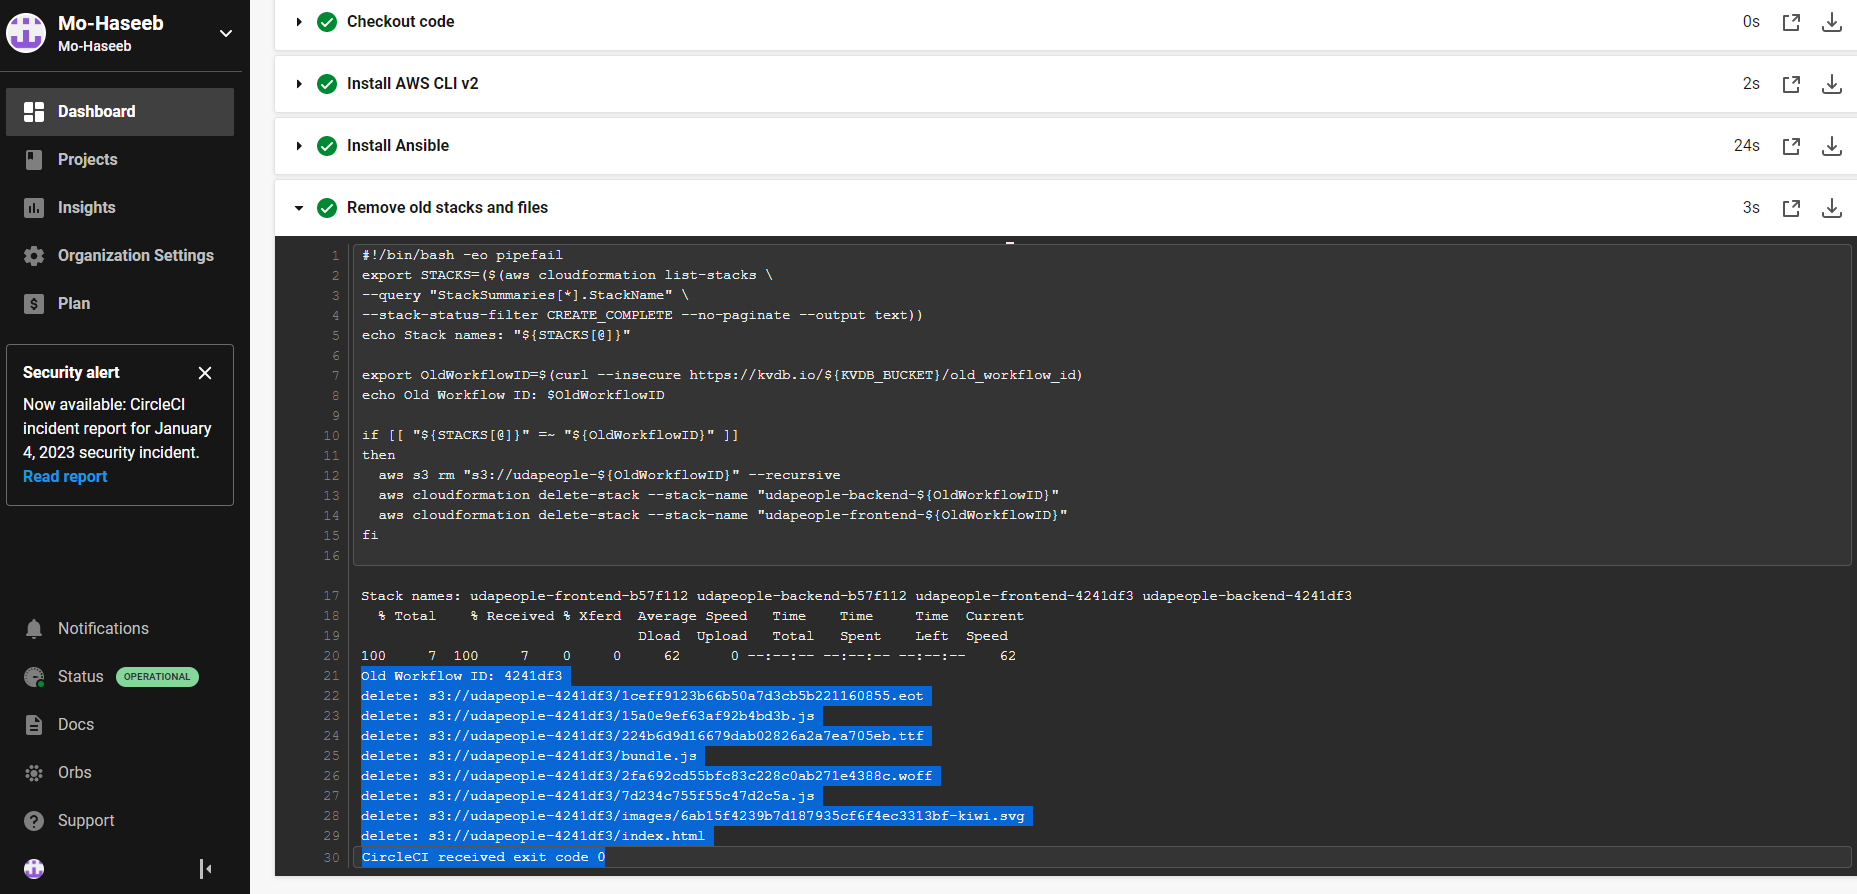 Mo-Haseeb
Mo-Haseeb
Dashboard
Projects
Insights
Organization Settings
Plan
Security alert
Now available: CircleCI
incident report for January
4, 2023 security incident.
Read report
Notifications
Status OPERATIONAL
Docs
Orbs
Support
Checkout code 0s
Install AWS CLI v2 2s
Install Ansible 24s
Remove old stacks and files 3s
1 #!/bin/bash -eo pipefail
2 export STACKS=($(aws cloudformation list-stacks \
3 --query "StackSummaries[*].StackName" \
4 --stack-status-filter CREATE_COMPLETE --no-paginate --output text))
5 echo Stack names: "${STACKS[@]}"
6
7 export OldWorkflowID=$(curl --insecure https://kvdb.io/${KVDB_BUCKET}/old_workflow_id)
8 echo Old Workflow ID: $OldWorkflowID
9
10 if [[ "${STACKS[@]}" =~ "${OldWorkflowID}" ]]
11 then
12   aws s3 rm "s3://udapeople-${OldWorkflowID}" --recursive
13   aws cloudformation delete-stack --stack-name "udapeople-backend-${OldWorkflowID}"
14   aws cloudformation delete-stack --stack-name "udapeople-frontend-${OldWorkflowID}"
15 fi
16
17 Stack names: udapeople-frontend-b57f112 udapeople-backend-b57f112 udapeople-frontend-4241df3 udapeople-backend-4241df3
18   % Total    % Received % Xferd  Average Speed   Time    Time     Time  Current
19                                  Dload  Upload   Total   Spent    Left  Speed
20 100     7  100     7    0     0     62      0 --:--:-- --:--:-- --:--:--    62
21 Old Workflow ID: 4241df3
22 delete: s3://udapeople-4241df3/1ceff9123b66b50a7d3cb5b221160855.eot
23 delete: s3://udapeople-4241df3/15a0e9ef63af92b4bd3b.js
24 delete: s3://udapeople-4241df3/224b6d9d16679dab02826a2a7ea705eb.ttf
25 delete: s3://udapeople-4241df3/bundle.js
26 delete: s3://udapeople-4241df3/2fa692cd55bfc83c228c0ab271e4388c.woff
27 delete: s3://udapeople-4241df3/7d234c755f55c47d2c5a.js
28 delete: s3://udapeople-4241df3/images/6ab15f4239b7d187935cf6f4ec3313bf-kiwi.svg
29 delete: s3://udapeople-4241df3/index.html
30 CircleCI received exit code 0